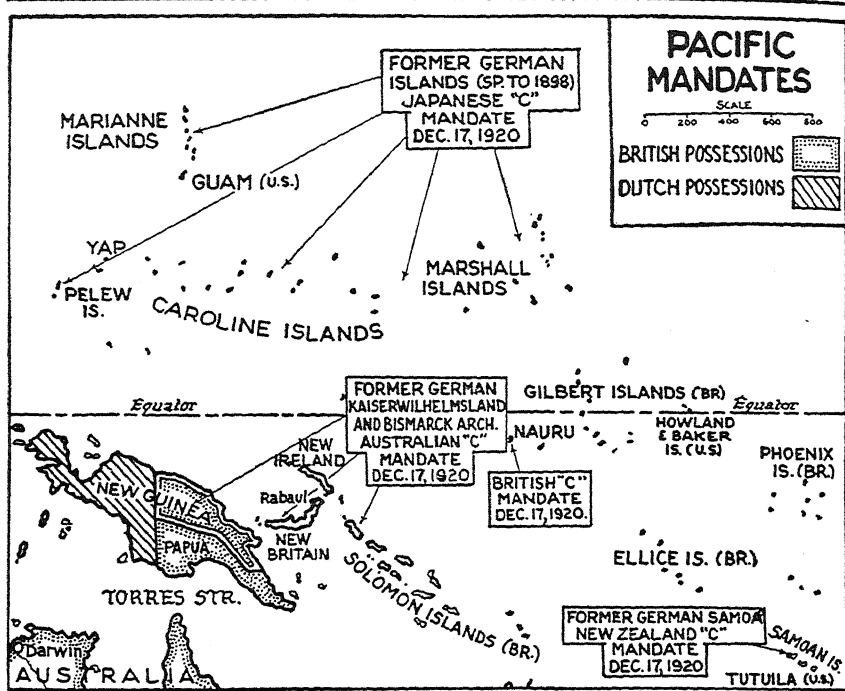 PACIFIC
MANDATES
SCALE
0 200 400 600 800
BRITISH POSSESSIONS
DUTCH POSSESSIONS
FORMER GERMAN
ISLANDS (SP. TO 1898)
JAPANESE "C"
MANDATE
DEC. 17, 1920
MARIANNE
ISLANDS
GUAM (U.S.)
YAP
PELEW
IS.
CAROLINE ISLANDS
MARSHALL
ISLANDS
FORMER GERMAN
KAISERWILHELMSLAND
AND BISMARCK ARCH.
AUSTRALIAN "C"
MANDATE
DEC. 17, 1920
GILBERT ISLANDS (BR)
Equator
Equator
HOWLAND
& BAKER
IS. (U.S)
NAURU
BRITISH "C"
MANDATE
DEC. 17, 1920.
PHOENIX
IS. (BR.)
NEW
IRELAND
Rabaul
NEW
BRITAIN
NEW GUINEA
PAPUA
SOLOMON ISLANDS (BR.)
ELLICE IS. (BR.)
TORRES STR.
FORMER GERMAN SAMOA
NEW ZEALAND "C"
MANDATE
DEC. 17, 1920
SAMOAN IS.
TUTUILA (U.S.)
Darwin
AUSTRALIA